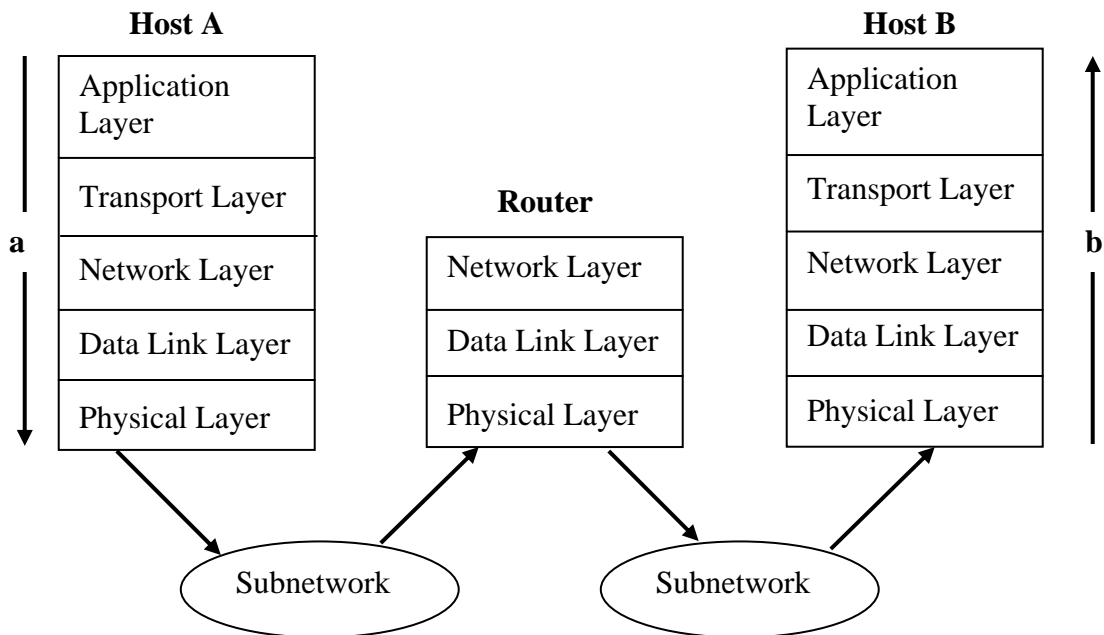 Host A
Application
Layer
Transport Layer
Network Layer
Data Link Layer
Physical Layer
a
Router
Network Layer
Data Link Layer
Physical Layer
Host B
Application
Layer
Transport Layer
Network Layer
Data Link Layer
Physical Layer
b
Subnetwork
Subnetwork